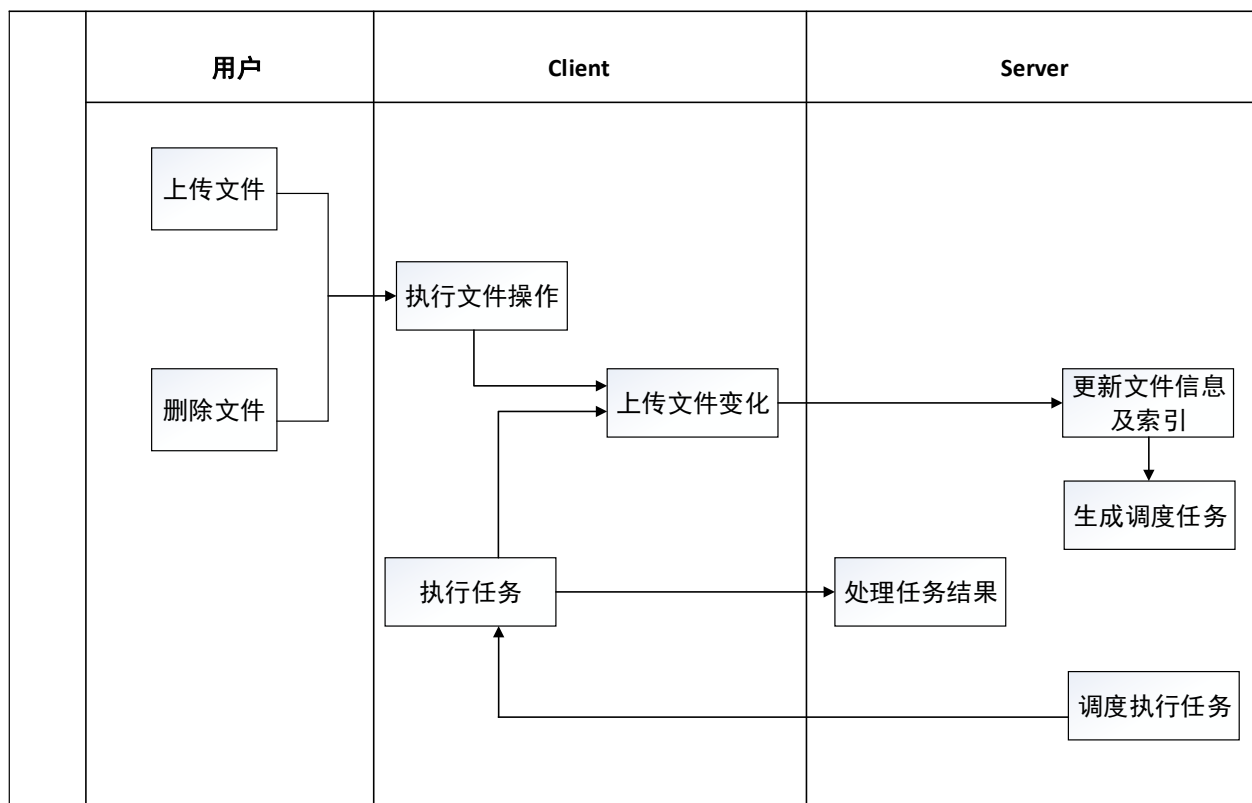 用户
Client
Server
上传文件
执行文件操作
删除文件
上传文件变化
更新文件信息
及索引
生成调度任务
执行任务
处理任务结果
调度执行任务